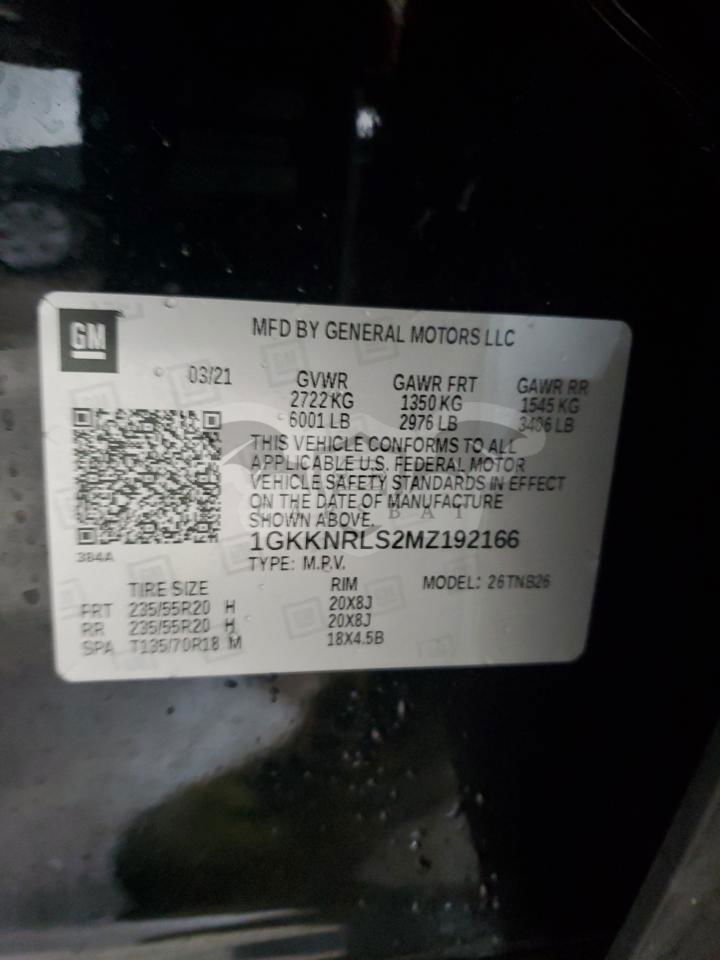 GM
MFD BY GENERAL MOTORS LLC
03/21 GVWR GAWR FRT GAWR RR
2722 KG 1350 KG 1545 KG
6001 LB 2976 LB 3406 LB
THIS VEHICLE CONFORMS TO ALL
APPLICABLE U.S. FEDERAL MOTOR
VEHICLE SAFETY STANDARDS IN EFFECT
ON THE DATE OF MANUFACTURE
SHOWN ABOVE.
1GKKNRLS2MZ192166
384A
TYPE: M.P.V. MODEL: 26TNB26
TIRE SIZE RIM
FRT 235/55R20 H 20X8J
RR 235/55R20 H 20X8J
SPA T135/70R18 M 18X4.5B